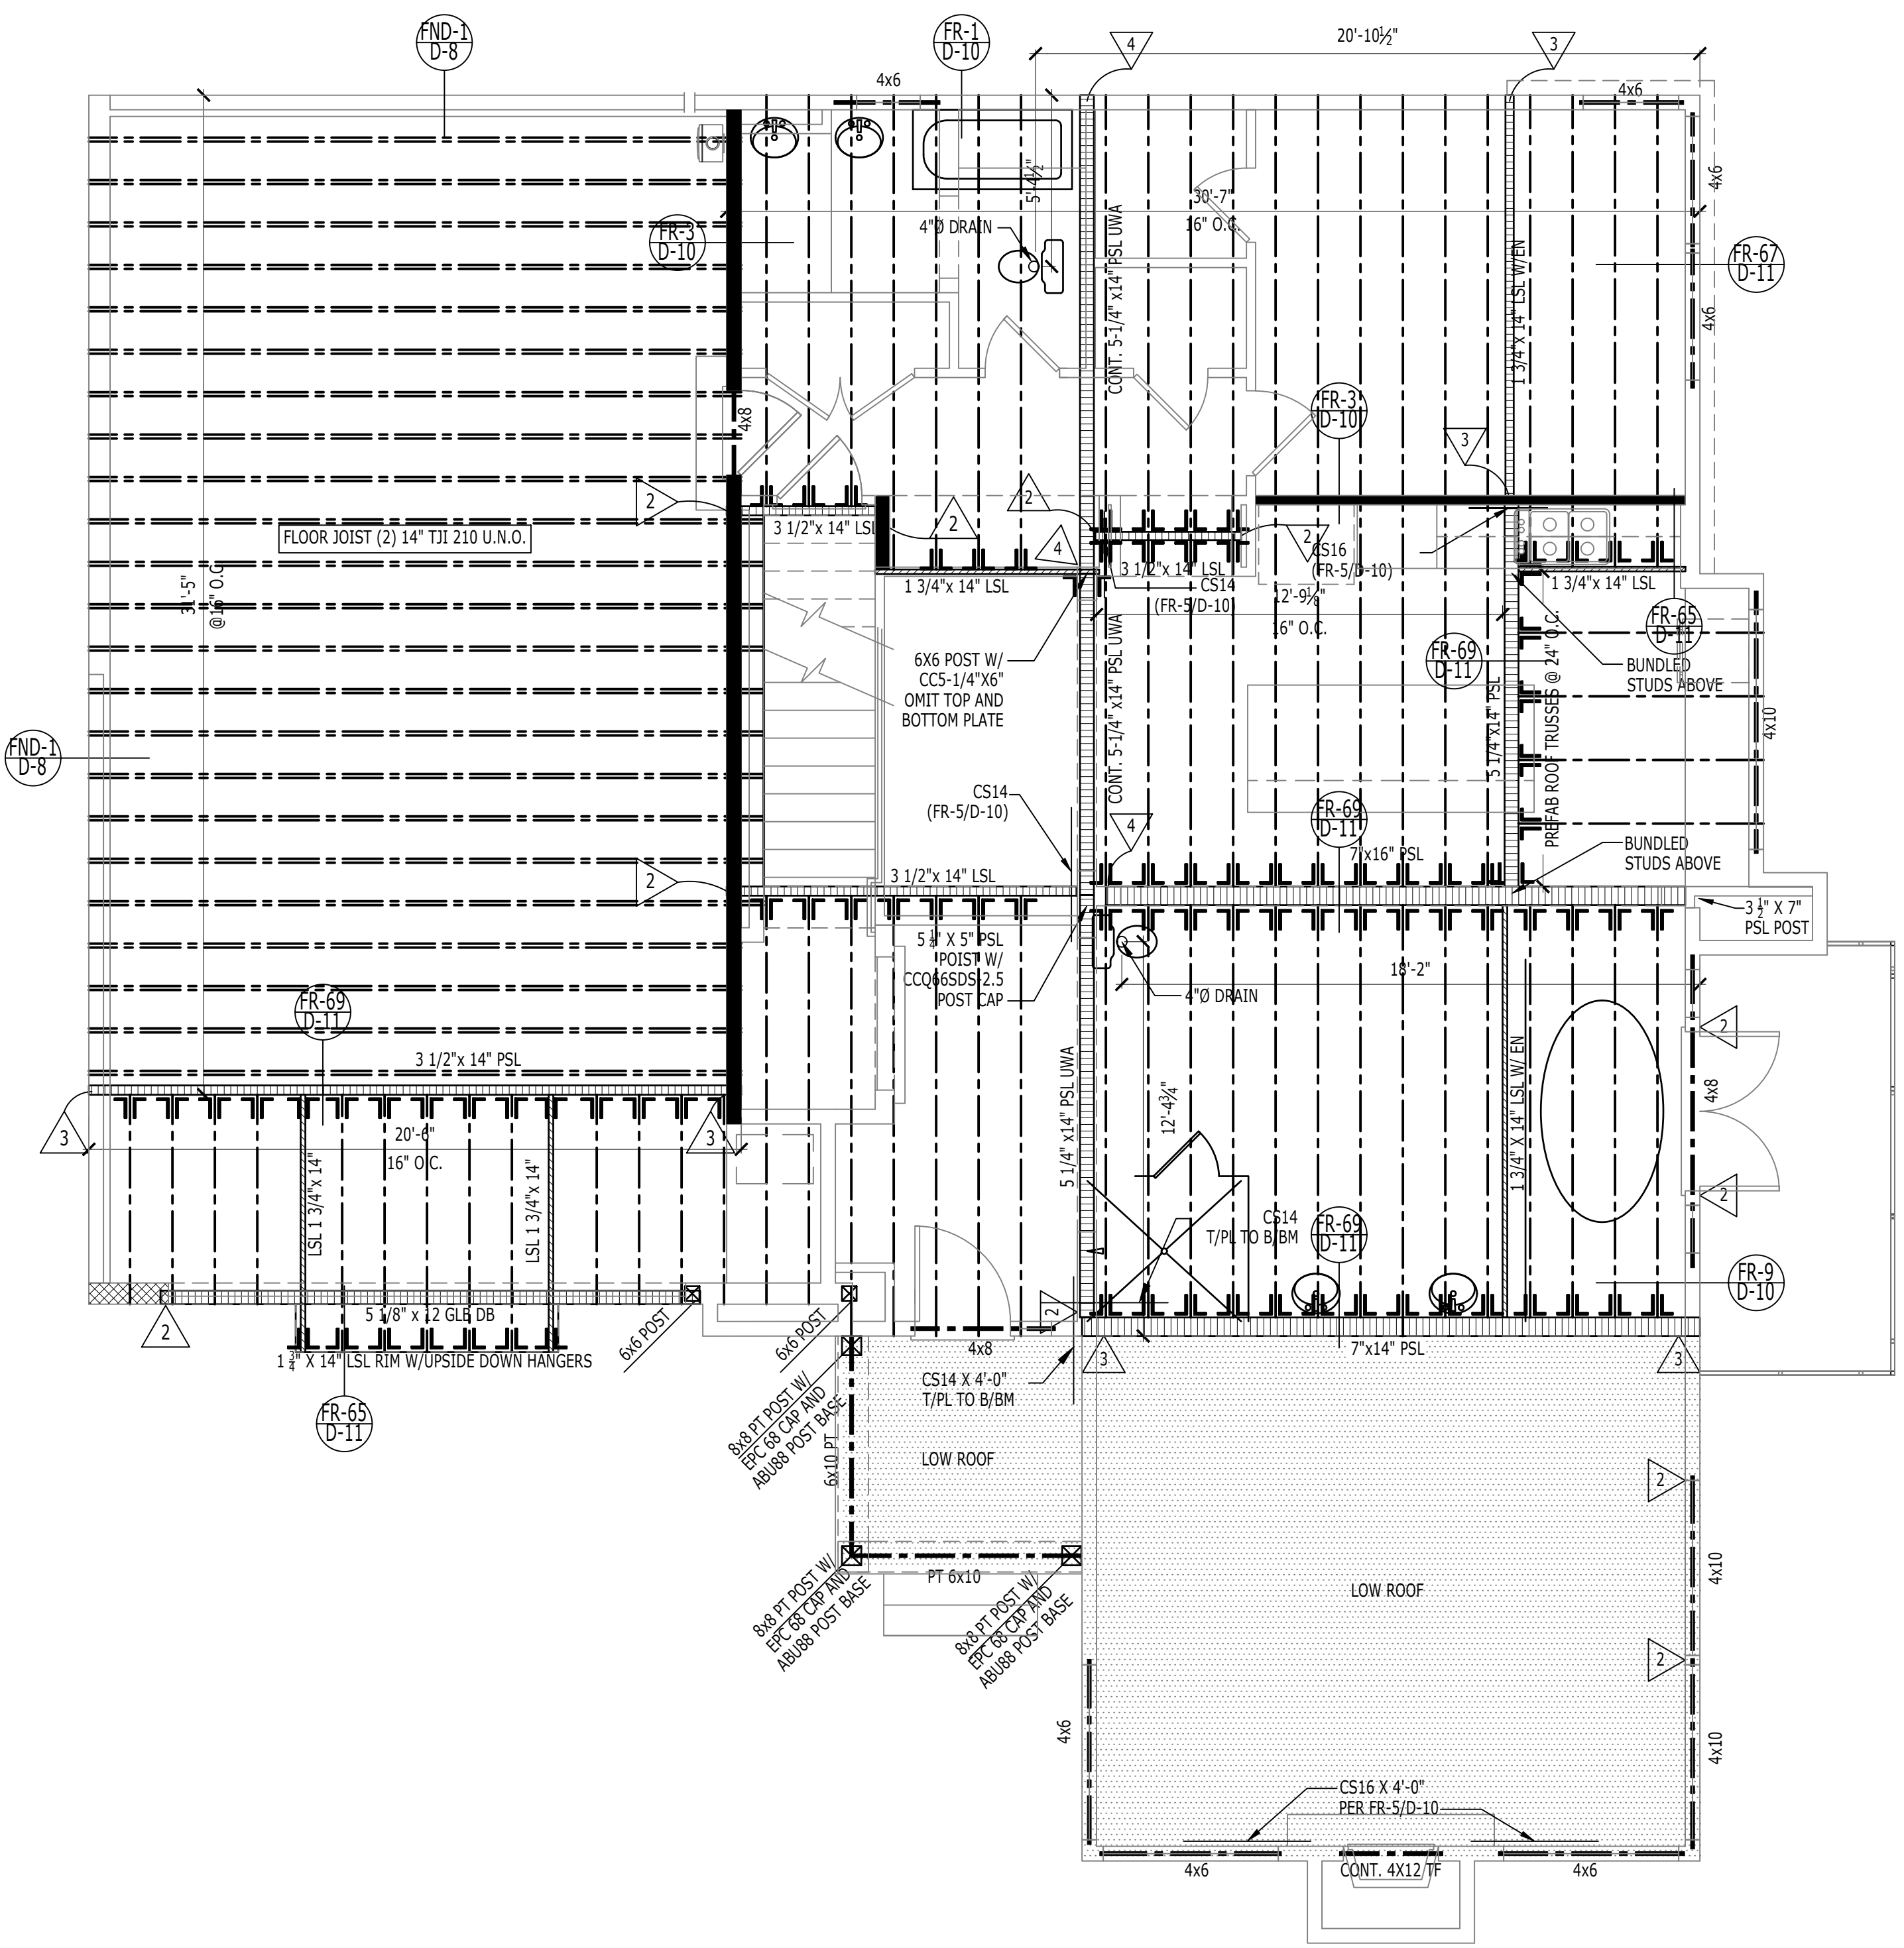 FND-1
D-8
FR-1
D-10
4
20'-10½"
3
4x6
4x6
4x6
5'-4½"
30'-7"
16" O.C.
4"Ø DRAIN
FR-3
D-10
CONT. 5-1/4" x14" PSL UWA
1 3/4"x 14" LSL W/EN
FR-67
D-11
4x6
4x8
FR-3
D-10
3
2
3 1/2"x 14" LSL
2
2
4
2
CS16
(FR-5/D-10)
FLOOR JOIST (2) 14" TJI 210 U.N.O.
31'-5"
@16" O.C.
1 3/4"x 14" LSL
3 1/2"x 14" LSL
CS14
(FR-5/D-10)
12'-9⅛"
16" O.C.
1 3/4"x 14" LSL
FR-65
D-11
FR-69
D-11
6X6 POST W/
CC5-1/4"X6"
OMIT TOP AND
BOTTOM PLATE
CONT. 5-1/4" x14" PSL UWA
5 1/4"x14" PSL
PREFAB ROOF TRUSSES @ 24" O.C.
BUNDLED
STUDS ABOVE
4x10
FND-1
D-8
CS14
(FR-5/D-10)
4
FR-69
D-11
7"x16" PSL
BUNDLED
STUDS ABOVE
2
3 1/2"x 14" LSL
3 ½" X 7"
PSL POST
5 ¼" X 5" PSL
POIST W/
CCQ66SDS-2.5
POST CAP
4"Ø DRAIN
18'-2"
FR-69
D-11
3 1/2"x 14" PSL
2
3
3
20'-6"
16" O.C.
LSL 1 3/4"x 14"
LSL 1 3/4"x 14"
5 1/4" x14" PSL UWA
12'-4¾"
1 3/4" X 14" LSL W/ EN
4x8
2
CS14
T/PL TO B/BM
FR-69
D-11
FR-9
D-10
5 1/8" x 12 GLB DB
2
1 ¾" X 14" LSL RIM W/UPSIDE DOWN HANGERS
6x6 POST
6x6 POST
2
4x8
3
7"x14" PSL
3
FR-65
D-11
CS14 X 4'-0"
T/PL TO B/BM
8x8 PT POST W/
EPC 68 CAP AND
ABU88 POST BASE
6x10 PT
LOW ROOF
2
8x8 PT POST W/
EPC 68 CAP AND
ABU88 POST BASE
PT 6x10
8x8 PT POST W/
EPC 68 CAP AND
ABU88 POST BASE
LOW ROOF
4x10
2
4x6
4x10
CS16 X 4'-0"
PER FR-5/D-10
4x6
CONT. 4X12 TF
4x6